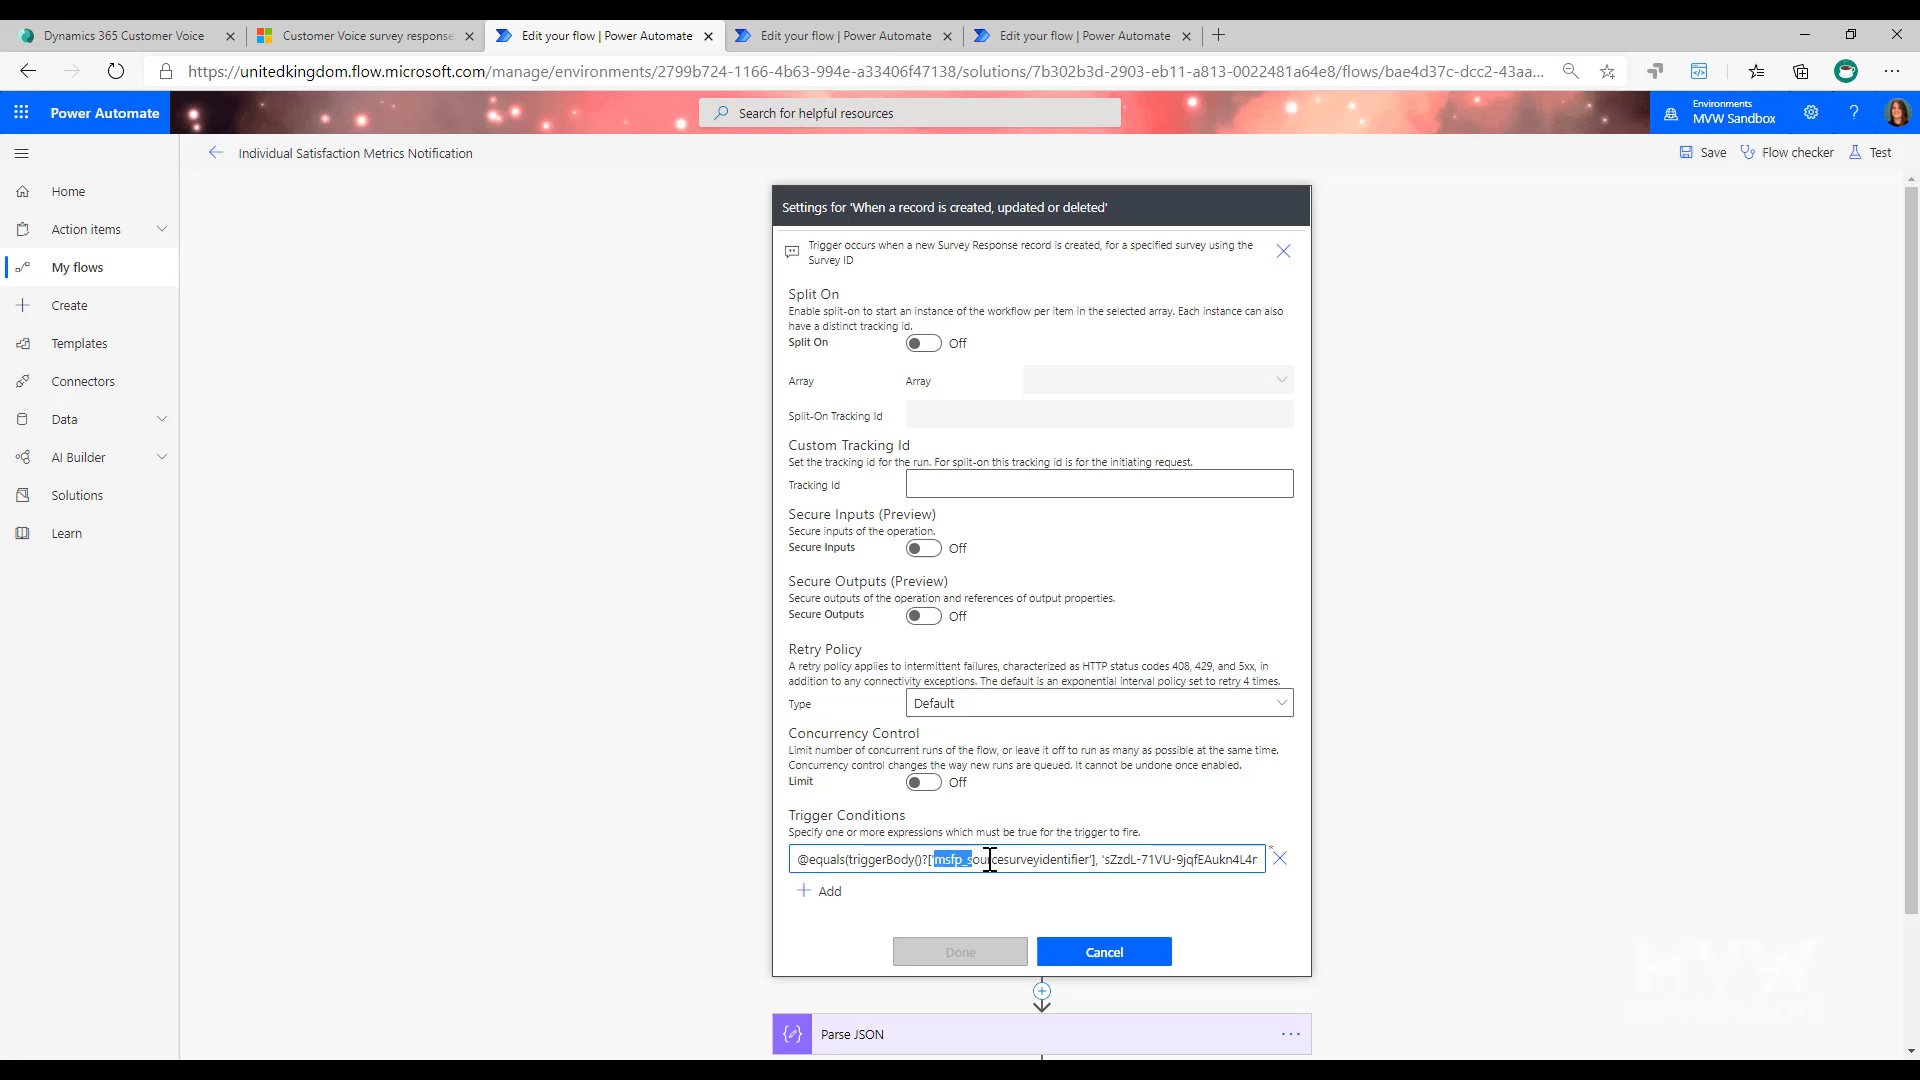 Dynamics 365 Customer Voice
Customer Voice survey response
Edit your flow | Power Automate
Edit your flow | Power Automate
Edit your flow | Power Automate
https://unitedkingdom.flow.microsoft.com/manage/environments/2799b724-1166-4b63-994e-a33406f47138/solutions/7b302b3d-2903-eb11-a813-0022481a64e8/flows/bae4d37c-dcc2-43aa...
Power Automate
Search for helpful resources
Environments
MVW Sandbox
?
Individual Satisfaction Metrics Notification
Save
Flow checker
Test
Home
Action items
My flows
Create
Templates
Connectors
Data
AI Builder
Solutions
Learn
Settings for 'When a record is created, updated or deleted'
Trigger occurs when a new Survey Response record is created, for a specified survey using the
Survey ID
Split On
Enable split-on to start an instance of the workflow per item in the selected array. Each instance can also
have a distinct tracking id.
Split On
Off
Array
Array
Split-On Tracking Id
Custom Tracking Id
Set the tracking id for the run. For split-on this tracking id is for the initiating request.
Tracking Id
Secure Inputs (Preview)
Secure inputs of the operation.
Secure Inputs
Off
Secure Outputs (Preview)
Secure outputs of the operation and references of output properties.
Secure Outputs
Off
Retry Policy
A retry policy applies to intermittent failures, characterized as HTTP status codes 408, 429, and 5xx, in
addition to any connectivity exceptions. The default is an exponential interval policy set to retry 4 times.
Type
Default
Concurrency Control
Limit number of concurrent runs of the flow, or leave it off to run as many as possible at the same time.
Concurrency control changes the way new runs are queued. It cannot be undone once enabled.
Limit
Off
Trigger Conditions
Specify one or more expressions which must be true for the trigger to fire.
@equals(triggerBody()?['msfp_sourcesurveyidentifier'], 'sZzdL-71VU-9jqfEAukn4L4r
*
Add
Done
Cancel
Parse JSON